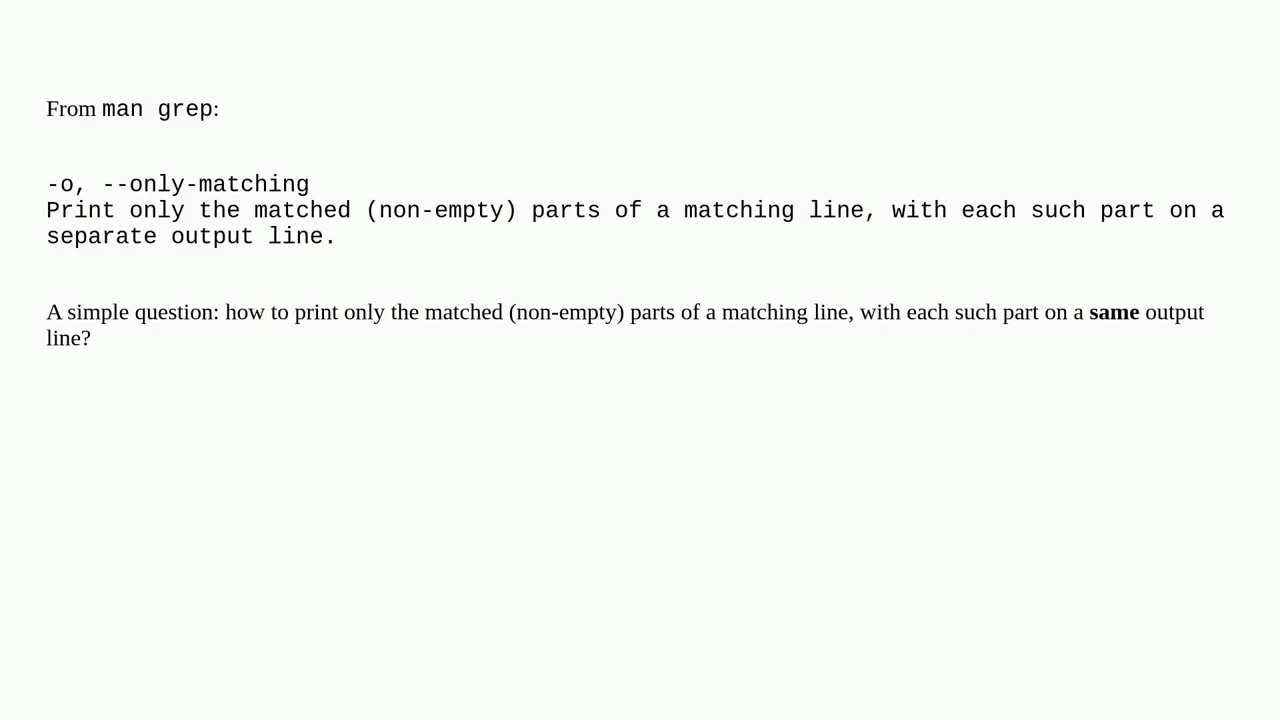 From man grep:
-o, --only-matching
Print only the matched (non-empty) parts of a matching line, with each such part on a
separate output line.
A simple question: how to print only the matched (non-empty) parts of a matching line, with each such part on a same output
line?